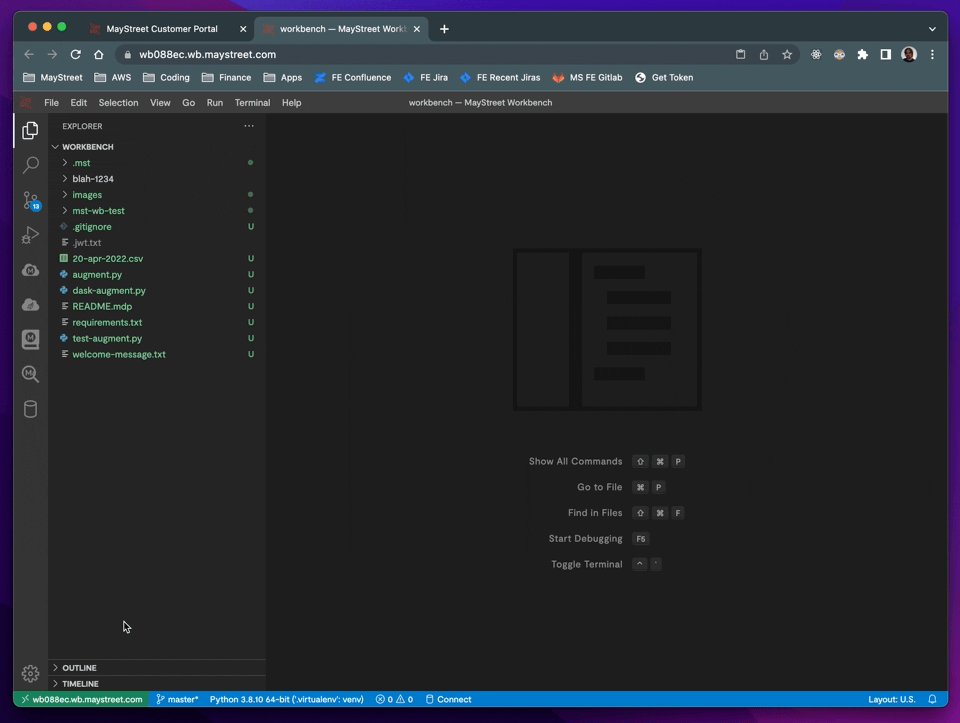 MayStreet Customer Portal
workbench — MayStreet Work
wb088ec.wb.maystreet.com
MayStreet AWS Coding Finance Apps FE Confluence FE Jira FE Recent Jiras MS FE Gitlab Get Token
File Edit Selection View Go Run Terminal Help
workbench — MayStreet Workbench
EXPLORER
WORKBENCH
.mst
blah-1234
images
mst-wb-test
.gitignore U
.jwt.txt
20-apr-2022.csv U
augment.py U
dask-augment.py U
README.mdp U
requirements.txt U
test-augment.py U
welcome-message.txt U
13
Show All Commands ⇧ ⌘ P
Go to File ⌘ P
Find in Files ⇧ ⌘ F
Start Debugging F5
Toggle Terminal ^ `
OUTLINE
TIMELINE
wb088ec.wb.maystreet.com master* Python 3.8.10 64-bit ('.virtualenv': venv) 0 0 Connect Layout: U.S.